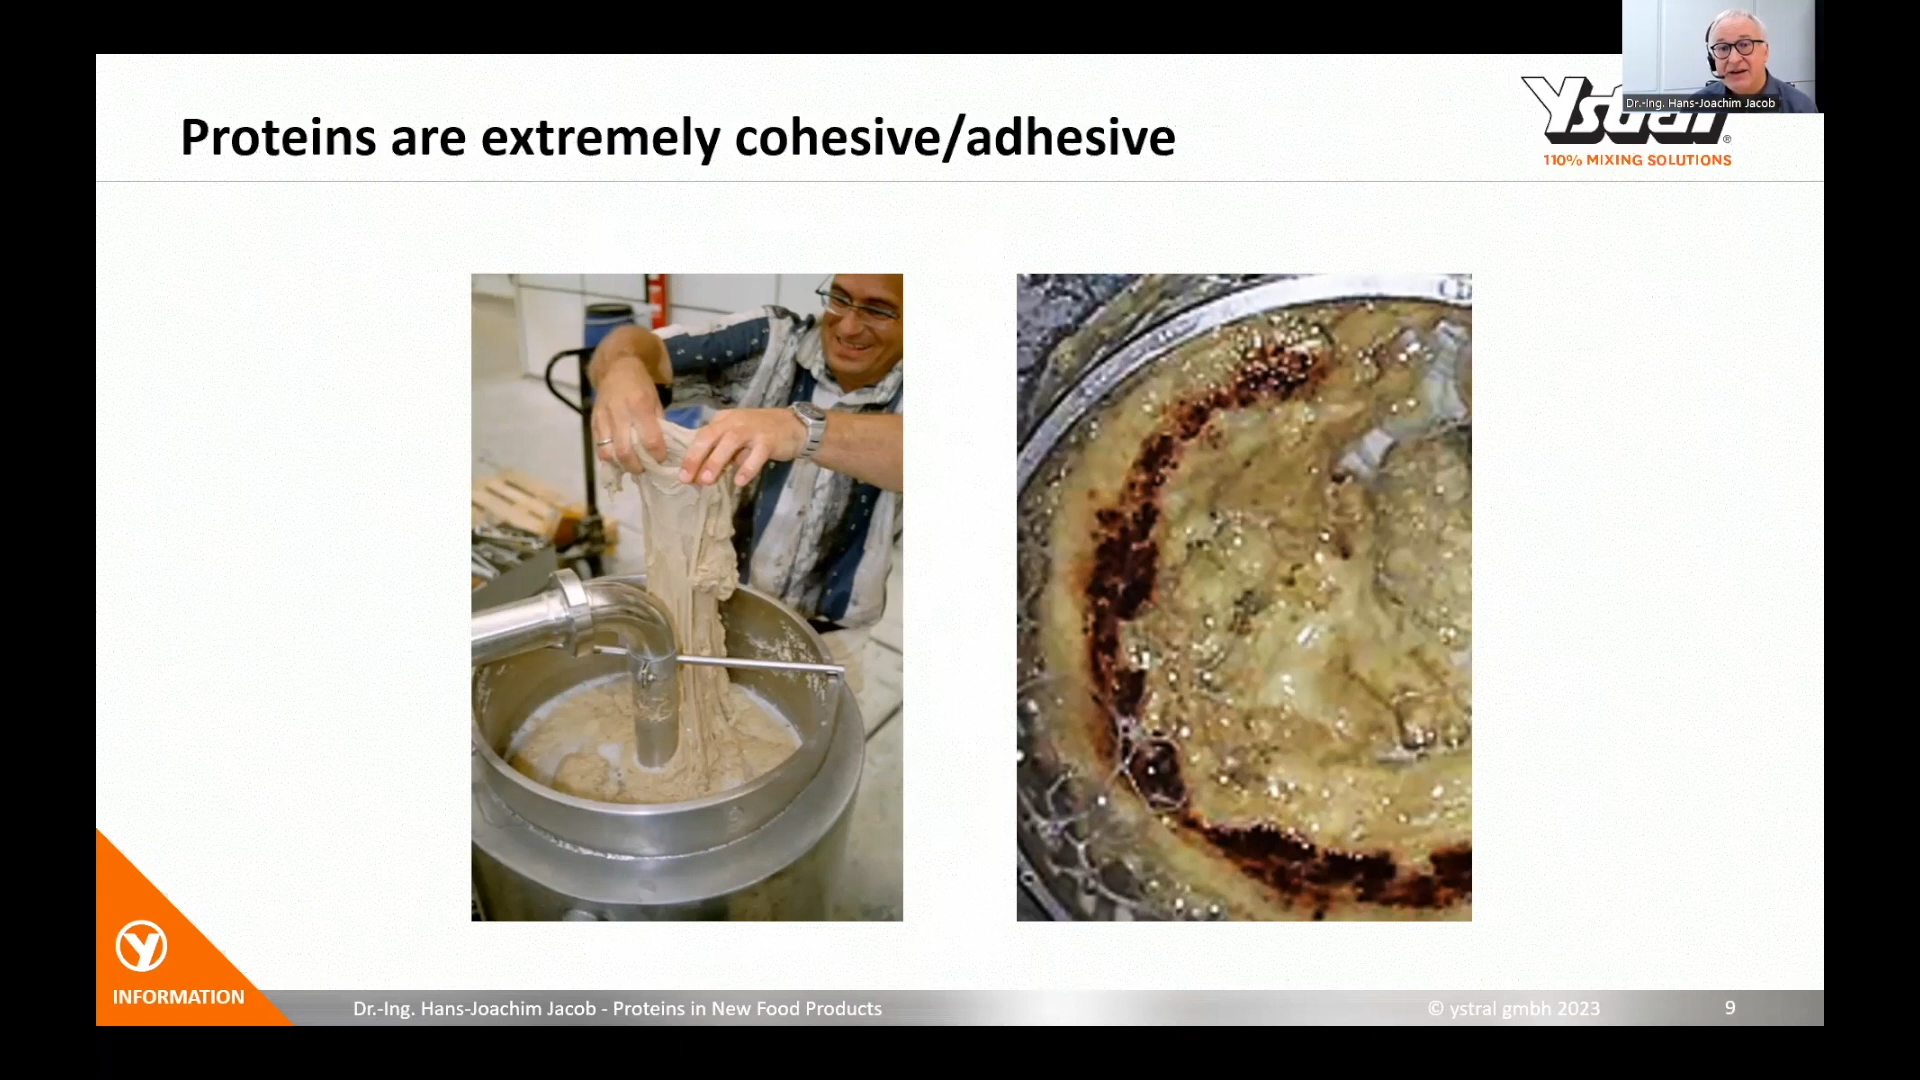 Proteins are extremely cohesive/adhesive
Ystral®
110% MIXING SOLUTIONS
Dr.-Ing. Hans-Joachim Jacob
INFORMATION
Dr.-Ing. Hans-Joachim Jacob - Proteins in New Food Products
© ystral gmbh 2023
9